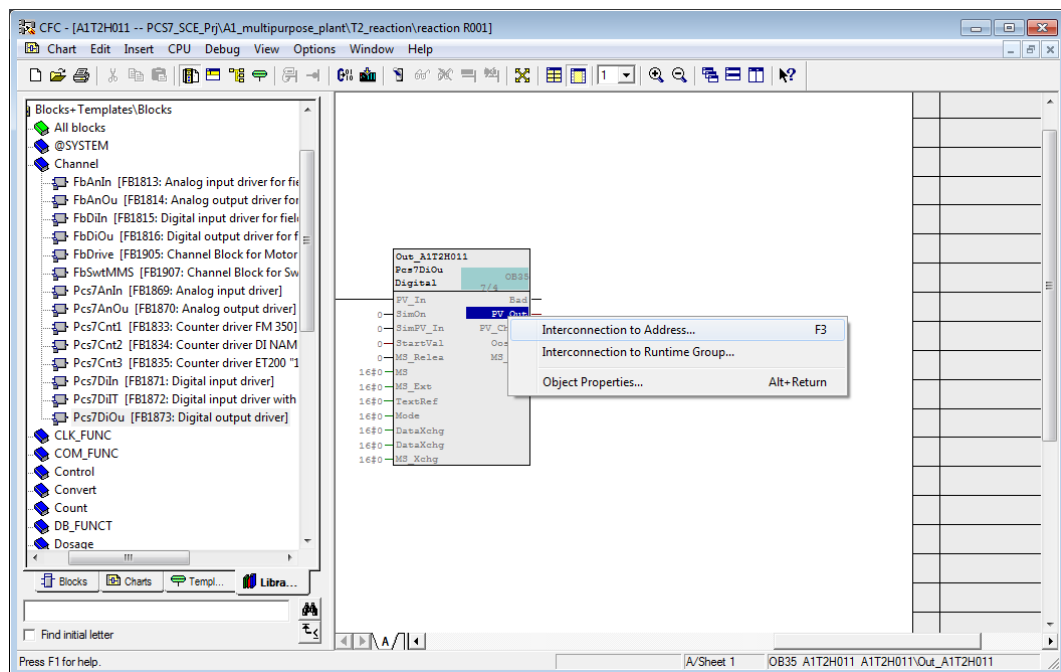 CFC - [A1T2H011 -- PCS7_SCE_Prj\A1_multipurpose_plant\T2_reaction\reaction R001]
Chart Edit Insert CPU Debug View Options Window Help
1
Blocks+Templates\Blocks
All blocks
@SYSTEM
Channel
FbAnIn [FB1813: Analog input driver for fie
FbAnOu [FB1814: Analog output driver for
FbDiIn [FB1815: Digital input driver for field
FbDiOu [FB1816: Digital output driver for f
FbDrive [FB1905: Channel Block for Motor
FbSwtMMS [FB1907: Channel Block for Sw
Pcs7AnIn [FB1869: Analog input driver]
Pcs7AnOu [FB1870: Analog output driver]
Pcs7Cnt1 [FB1833: Counter driver FM 350]
Pcs7Cnt2 [FB1834: Counter driver DI NAM
Pcs7Cnt3 [FB1835: Counter driver ET200 "1
Pcs7DiIn [FB1871: Digital input driver]
Pcs7DiIT [FB1872: Digital input driver with
Pcs7DiOu [FB1873: Digital output driver]
CLK_FUNC
COM_FUNC
Control
Convert
Count
DB_FUNCT
Dosage
Blocks Charts Templ... Libra...
Find initial letter
Out_A1T2H011
Pcs7DiOu OB35
Digital 7/4
PV_In Bad
0 SimOn PV_Out
0 SimPV_In PV_Ch
0 StartVal Oos
0 MS_Relea MS_
16#0 MS
16#0 MS_Ext
16#0 TextRef
16#0 Mode
16#0 DataXchg
16#0 DataXchg
16#0 MS_Xchg
Interconnection to Address... F3
Interconnection to Runtime Group...
Object Properties... Alt+Return
A
Press F1 for help. A/Sheet 1 OB35 A1T2H011 A1T2H011\Out_A1T2H011